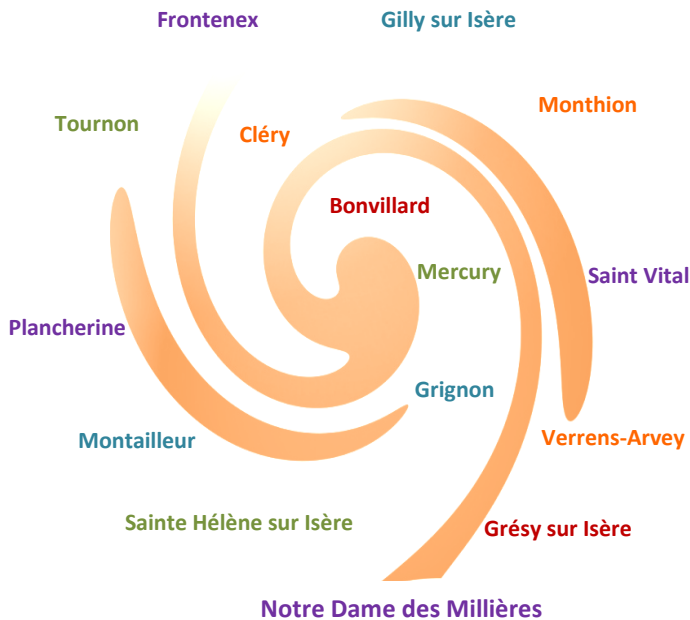 Frontenex
Gilly sur Isère
Monthion
Tournon
Cléry
Bonvillard
Mercury
Saint Vital
Plancherine
Grignon
Montailleur
Verrens-Arvey
Sainte Hélène sur Isère
Grésy sur Isère
Notre Dame des Millières